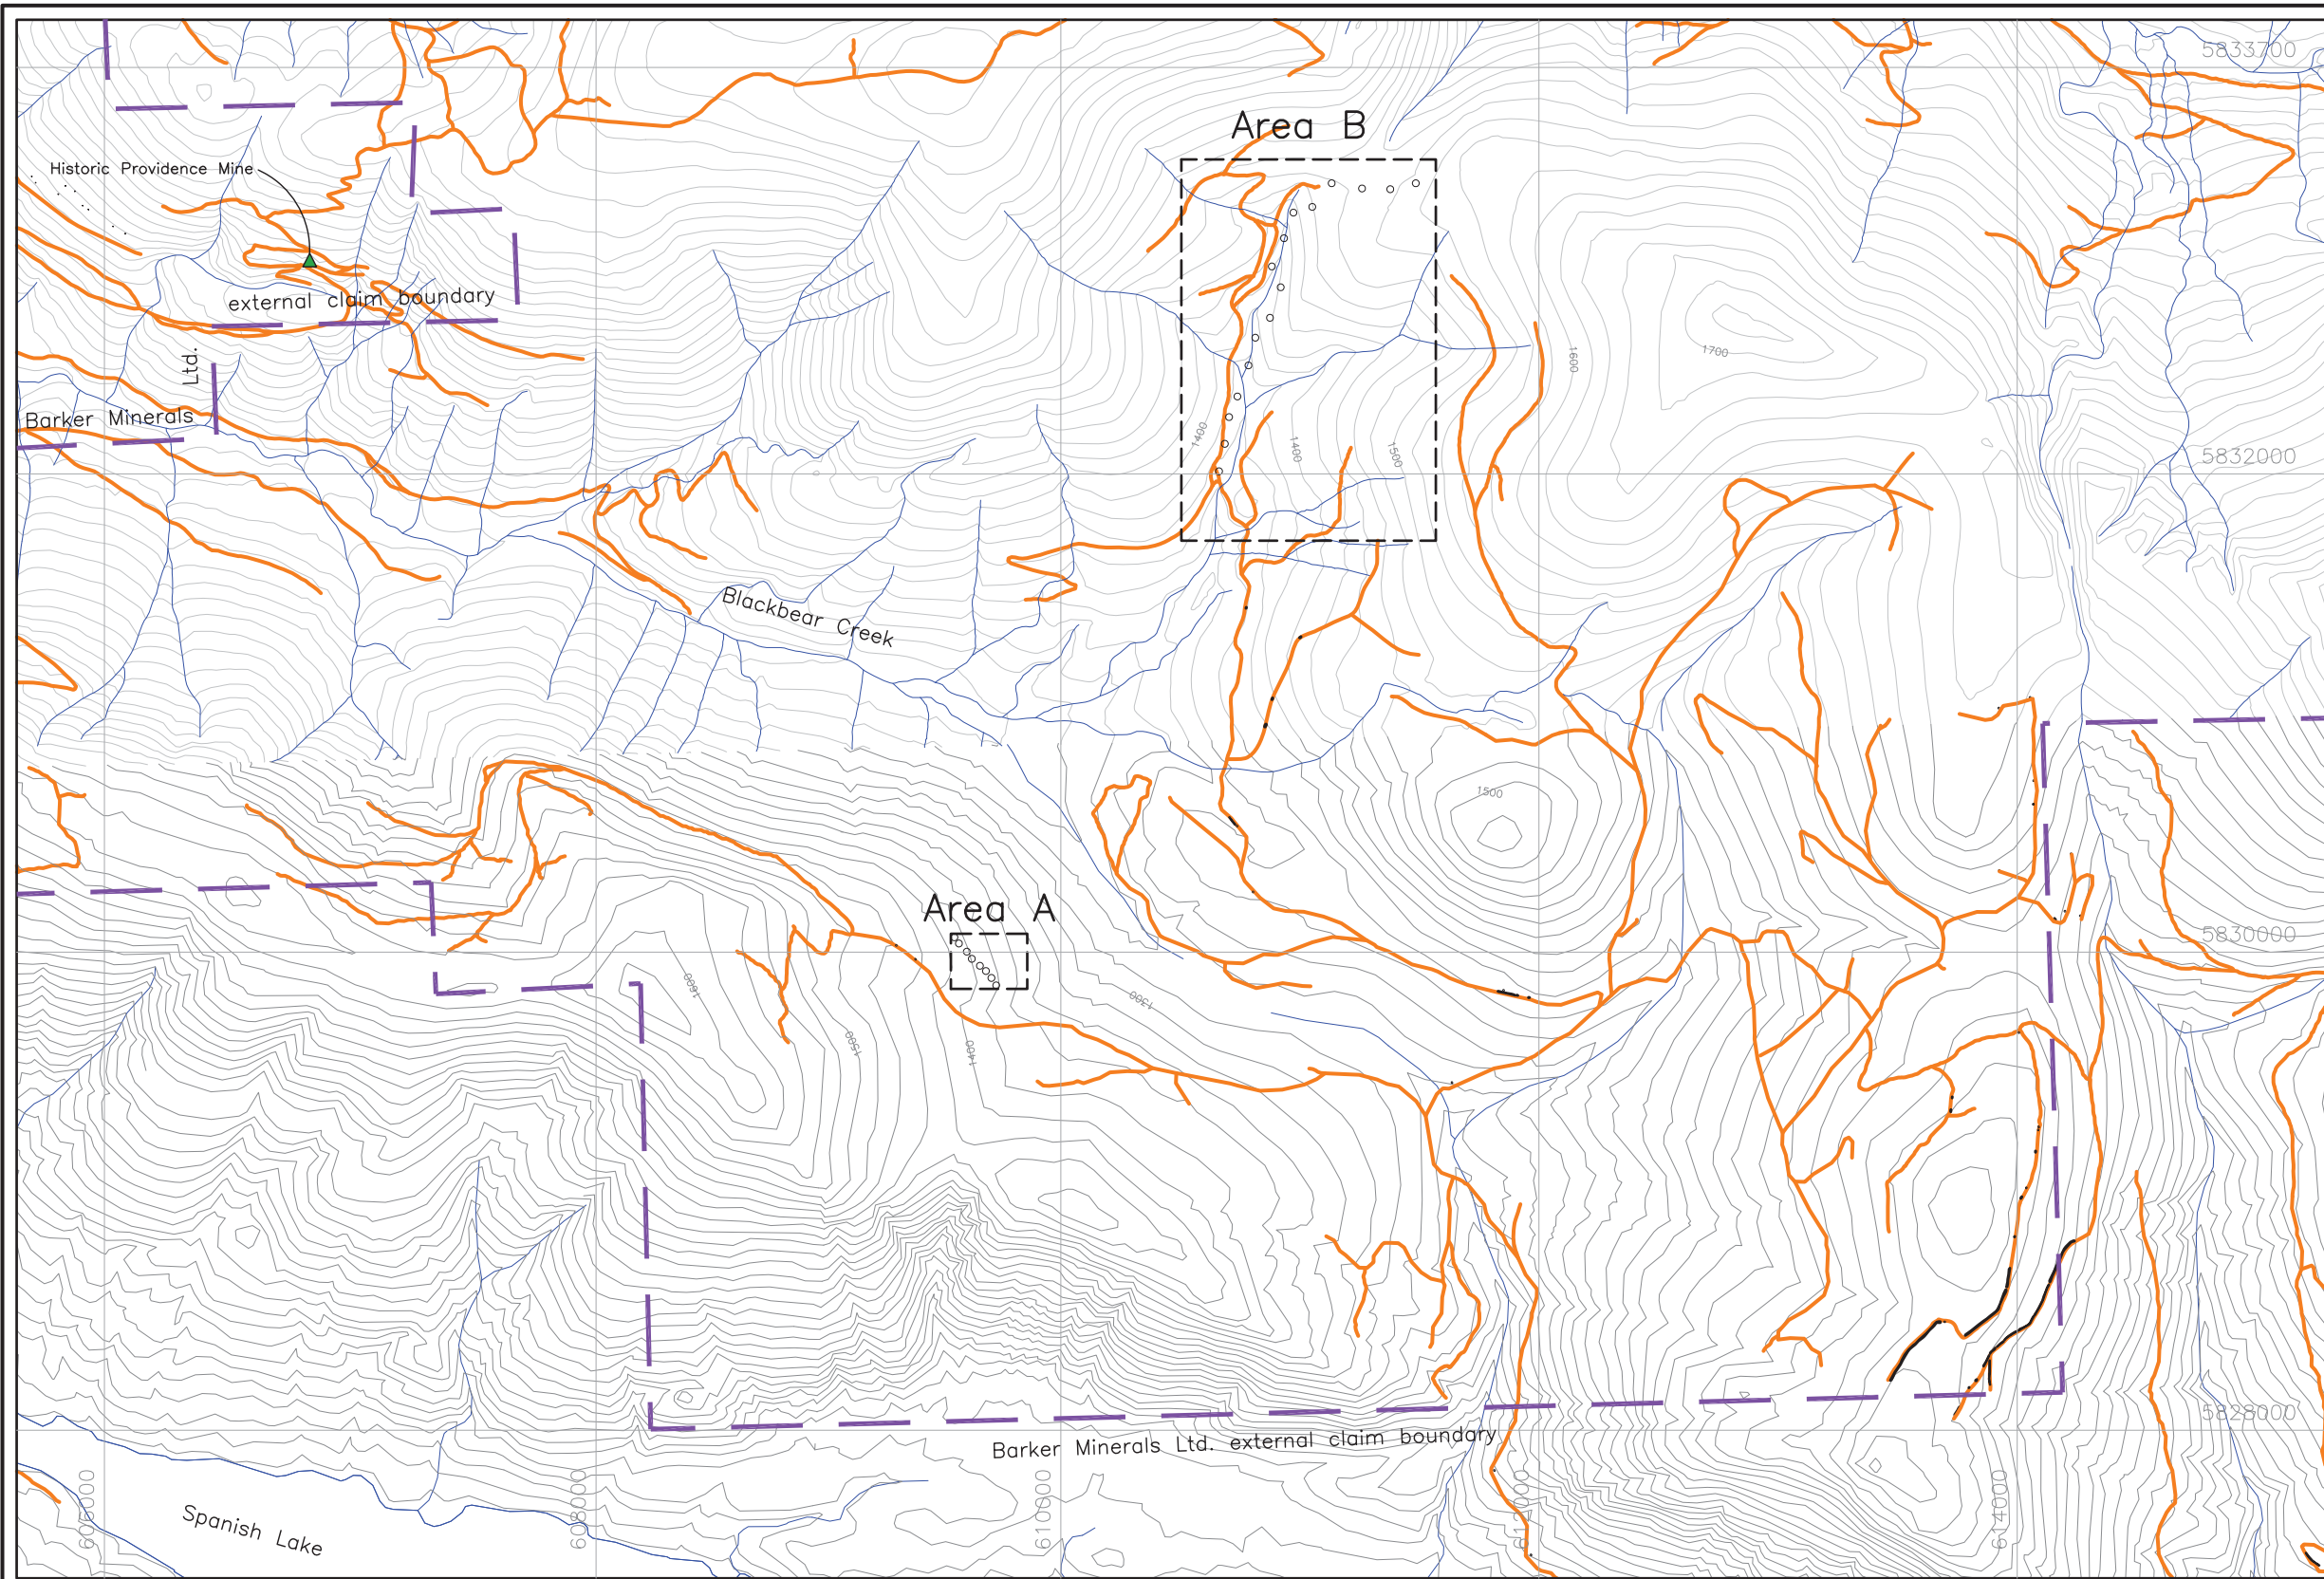 5833700
Area B
Historic Providence Mine
external claim boundary
1600
1700
Ltd.
Barker Minerals
1400
1400
1500
5832000
Blackbear Creek
1500
Area A
5830000
1600
1300
1500
1400
5828000
Barker Minerals Ltd. external claim boundary
606000
608000
610000
612000
614000
Spanish Lake